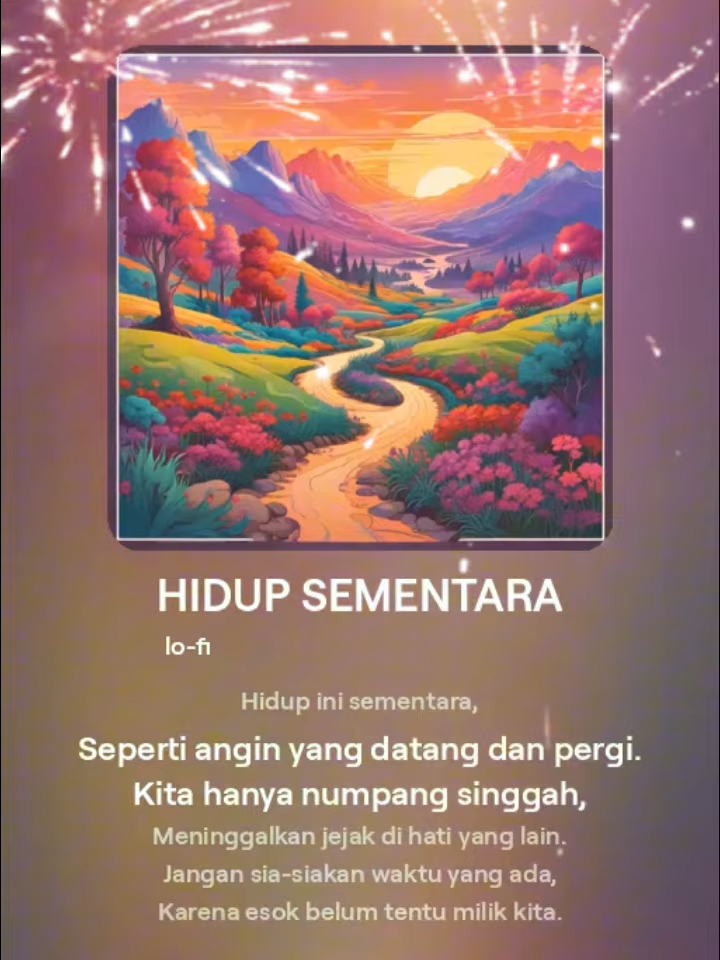 HIDUP SEMENTARA
lo-fi
Hidup ini sementara,
Seperti angin yang datang dan pergi.
Kita hanya numpang singgah,
Meninggalkan jejak di hati yang lain.
Jangan sia-siakan waktu yang ada,
Karena esok belum tentu milik kita.